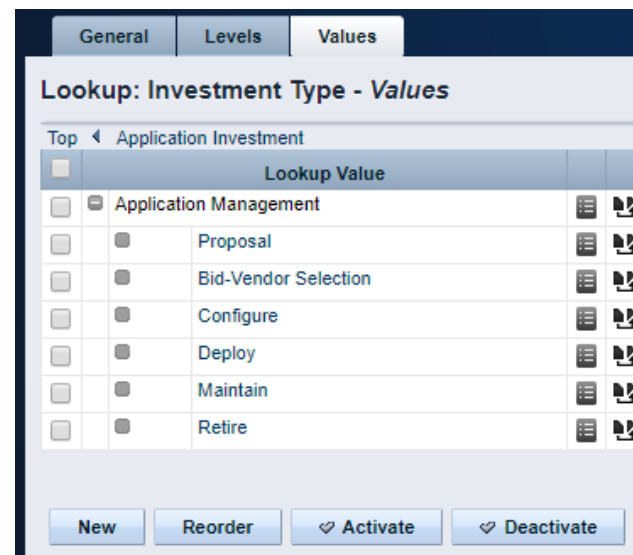 General Levels Values
Lookup: Investment Type - Values
Top Application Investment
Lookup Value
Application Management
Proposal
Bid-Vendor Selection
Configure
Deploy
Maintain
Retire
New Reorder Activate Deactivate